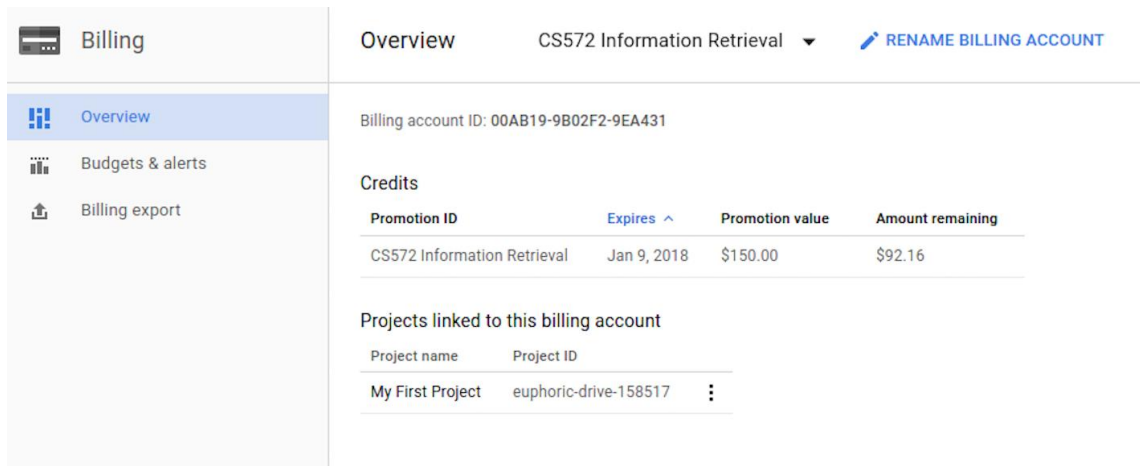 Billing
Overview CS572 Information Retrieval RENAME BILLING ACCOUNT
Overview
Budgets & alerts
Billing export
Billing account ID: 00AB19-9B02F2-9EA431
Credits
Promotion ID Expires Promotion value Amount remaining
CS572 Information Retrieval Jan 9, 2018 $150.00 $92.16
Projects linked to this billing account
Project name Project ID
My First Project euphoric-drive-158517